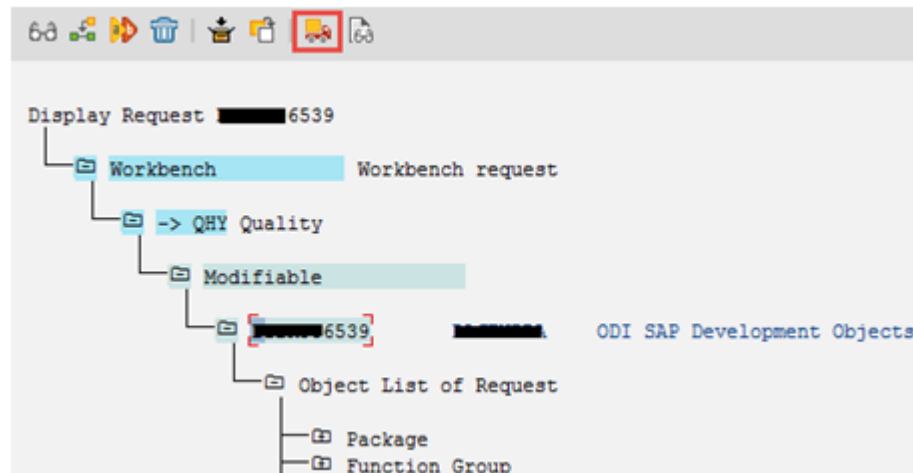 Display Request 6539
Workbench Workbench request
-> QHY Quality
Modifiable
6539 ODI SAP Development Objects
Object List of Request
Package
Function Group